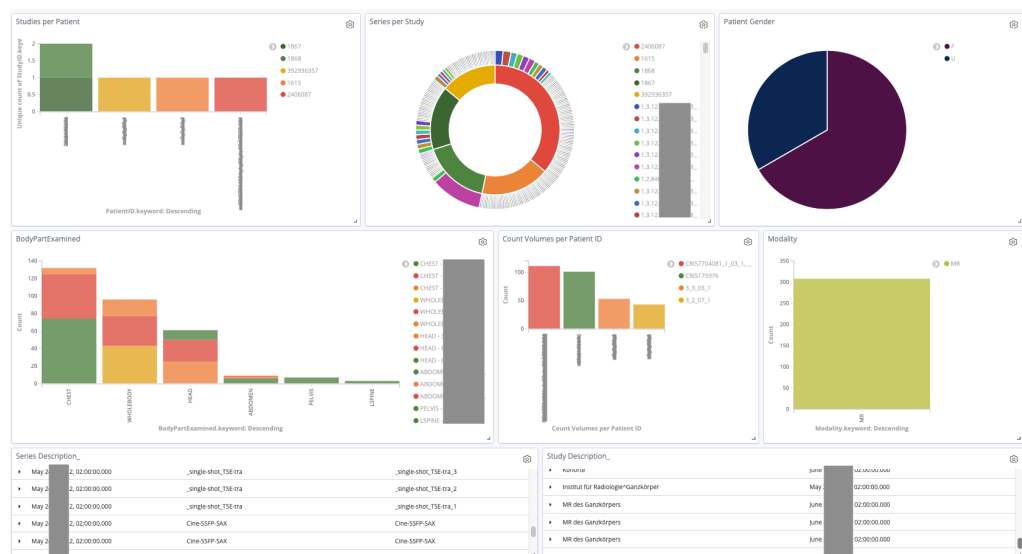 Studies per Patient
Unique count of StudyID.keyw
2
1.5
1
0.5
0
PatientID.keyword: Descending
1867
1868
392936357
1615
2406087
Series per Study
2406087
1615
1868
1867
392936357
1.3.12.
1.3.12.
1.3.12.
1.3.12.
1.3.12.
1.3.12.
1.2.84
1.3.12.
1.3.12.
1.3.12.
Patient Gender
F
U
BodyPartExamined
Count
140
120
100
80
60
40
20
0
CHEST
WHOLEBODY
HEAD
ABDOMEN
PELVIS
LSPINE
BodyPartExamined.keyword: Descending
CHEST -
CHEST -
CHEST -
WHOLEB
WHOLEB
WHOLEB
HEAD -
HEAD -
HEAD -
ABDOM
ABDOM
ABDOM
PELVIS -
LSPINE -
Count Volumes per Patient ID
Count
100
50
0
Count Volumes per Patient ID
CRIS7704081_1_03_1, ...
CRIS175976
3_3_03_1
3_2_07_1
Modality
Count
350
300
250
200
150
100
50
0
MR
Modality.keyword: Descending
MR
Series Description_
May 2 2, 02:00:00.000 _single-shot_TSE-tra _single-shot_TSE-tra_3
May 2 2, 02:00:00.000 _single-shot_TSE-tra _single-shot_TSE-tra_2
May 2 2, 02:00:00.000 _single-shot_TSE-tra _single-shot_TSE-tra_1
May 2 2, 02:00:00.000 Cine-SSFP-SAX Cine-SSFP-SAX
May 2 2, 02:00:00.000 Cine-SSFP-SAX Cine-SSFP-SAX
Study Description_
Kohorte June 02:00:00.000
Institut für Radiologie^Ganzkörper May 02:00:00.000
MR des Ganzkörpers June 02:00:00.000
MR des Ganzkörpers June 02:00:00.000
MR des Ganzkörpers June 02:00:00.000